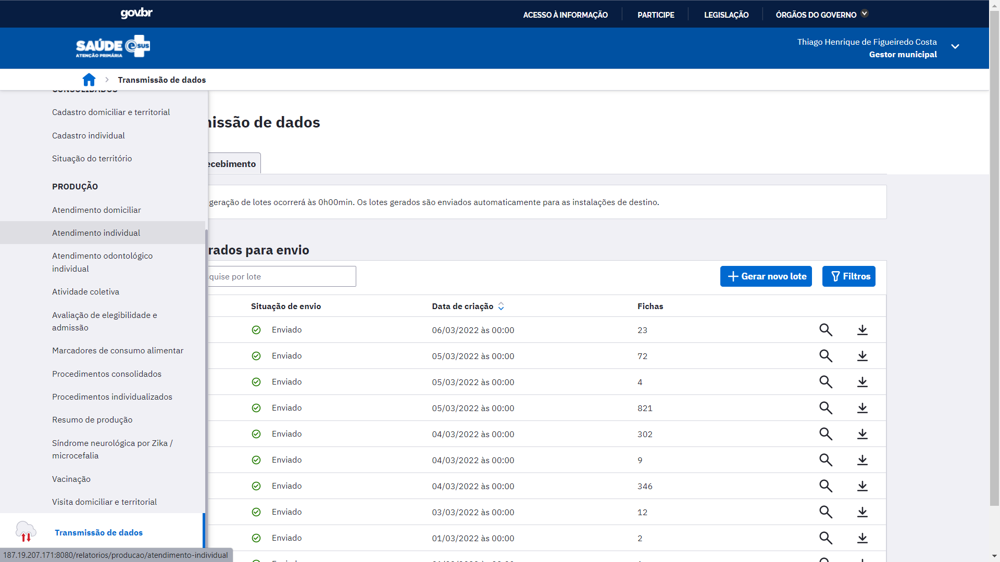 gov.br
ACESSO À INFORMAÇÃO
PARTICIPE
LEGISLAÇÃO
ÓRGÃOS DO GOVERNO
SAÚDE e SUS
ATENÇÃO PRIMÁRIA
Thiago Henrique de Figueiredo Costa
Gestor municipal
Transmissão de dados
CONSOLIDADOS
Cadastro domiciliar e territorial
Cadastro individual
Situação do território
PRODUÇÃO
Atendimento domiciliar
Atendimento individual
Atendimento odontológico
individual
Atividade coletiva
Avaliação de elegibilidade e
admissão
Marcadores de consumo alimentar
Procedimentos consolidados
Procedimentos individualizados
Resumo de produção
Síndrome neurológica por Zika /
microcefalia
Vacinação
Visita domiciliar e territorial
Transmissão de dados
187.19.207.171:8080/relatorios/producao/atendimento-individual
issão de dados
ecebimento
geração de lotes ocorrerá às 0h00min. Os lotes gerados são enviados automaticamente para as instalações de destino.
rados para envio
quise por lote
Gerar novo lote
Filtros
Situação de envio Data de criação Fichas
Enviado 06/03/2022 às 00:00 23
Enviado 05/03/2022 às 00:00 72
Enviado 05/03/2022 às 00:00 4
Enviado 05/03/2022 às 00:00 821
Enviado 04/03/2022 às 00:00 302
Enviado 04/03/2022 às 00:00 9
Enviado 04/03/2022 às 00:00 346
Enviado 03/03/2022 às 00:00 12
Enviado 01/03/2022 às 00:00 2